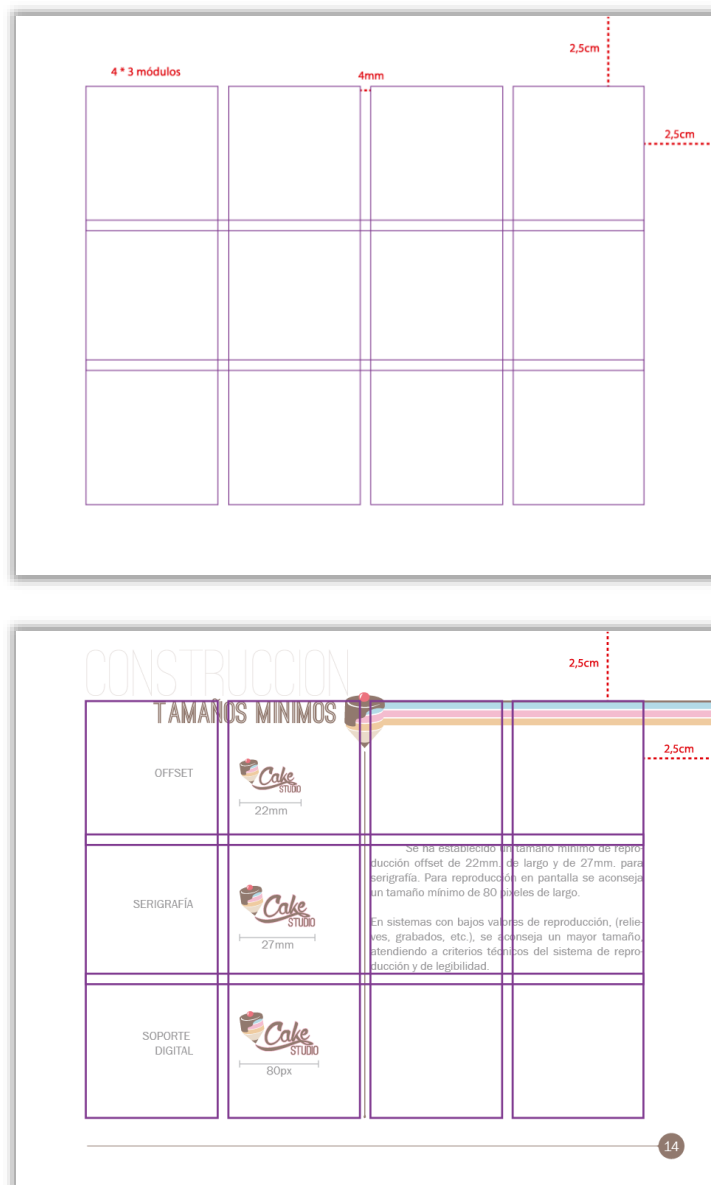 2,5cm
4 * 3 módulos
4mm
2,5cm
CONSTRUCCION
2,5cm
TAMAÑOS MINIMOS
2,5cm
OFFSET
Cake
STUDIO
22mm
Se ha establecido un tamaño mínimo de repro-
ducción offset de 22mm. de largo y de 27mm. para
serigrafía. Para reproducción en pantalla se aconseja
un tamaño mínimo de 80 píxeles de largo.
SERIGRAFÍA
Cake
STUDIO
27mm
En sistemas con bajos valores de reproducción, (relie-
ves, grabados, etc.), se aconseja un mayor tamaño,
atendiendo a criterios técnicos del sistema de repro-
ducción y de legibilidad.
SOPORTE
DIGITAL
Cake
STUDIO
80px
14